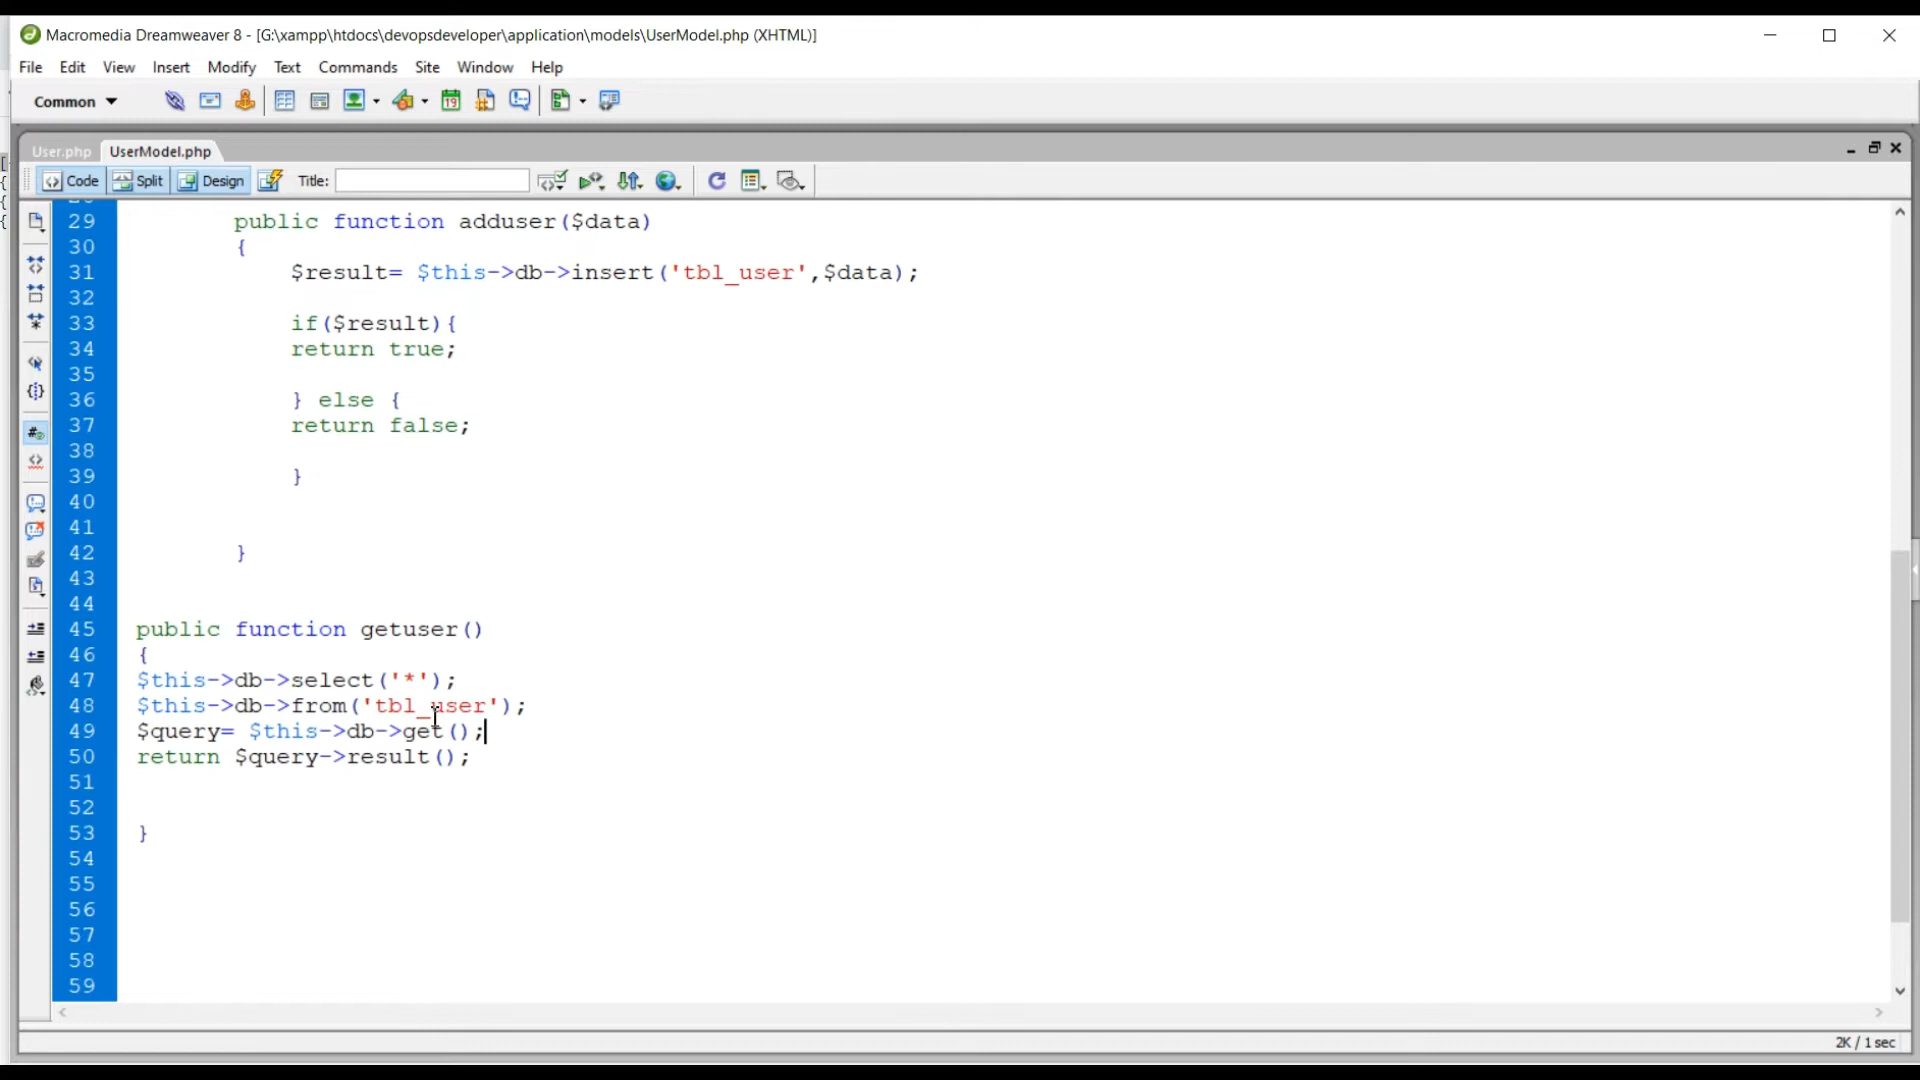 Macromedia Dreamweaver 8 - [G:\xampp\htdocs\devopsdeveloper\application\models\UserModel.php (XHTML)]
File Edit View Insert Modify Text Commands Site Window Help
Common
User.php UserModel.php
Code Split Design Title:
29 public function adduser($data)
30 {
31 $result= $this->db->insert('tbl_user',$data);
32
33 if($result){
34 return true;
35
36 } else {
37 return false;
38
39 }
40
41
42 }
43
44
45 public function getuser()
46 {
47 $this->db->select('*');
48 $this->db->from('tbl_user');
49 $query= $this->db->get();
50 return $query->result();
51
52
53 }
54
55
56
57
58
59
2K / 1 sec